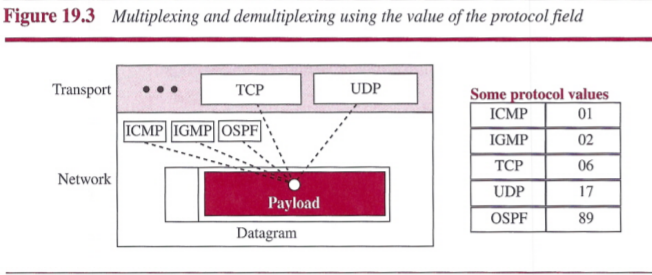 Figure 19.3 Multiplexing and demultiplexing using the value of the protocol field
Transport
• • •
TCP
UDP
ICMP IGMP OSPF
Network
Payload
Datagram
Some protocol values
ICMP 01
IGMP 02
TCP 06
UDP 17
OSPF 89